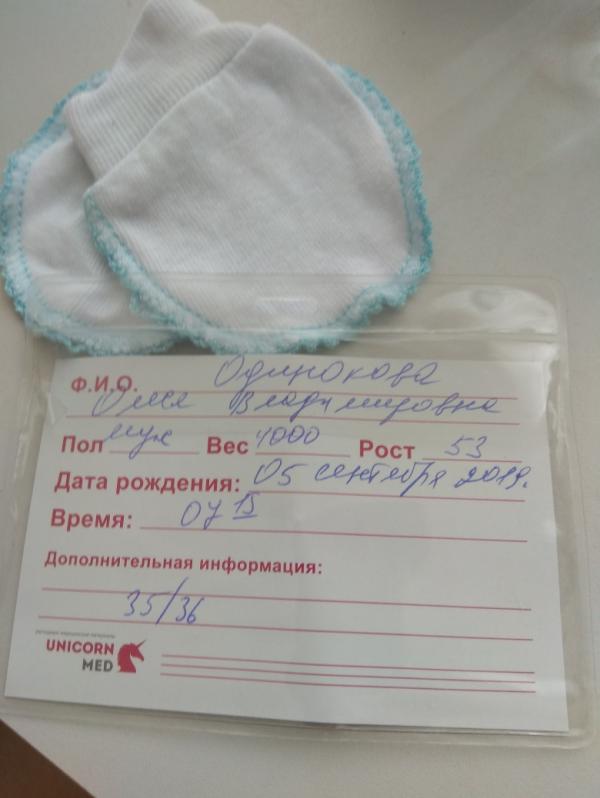 Ф.И.О. Одинокова
Олеся Владимировна
Пол муж Вес 4000 Рост 53
Дата рождения: 05 сентября 2019.
Время: 07 15
Дополнительная информация:
35/36
UNICORN
MED